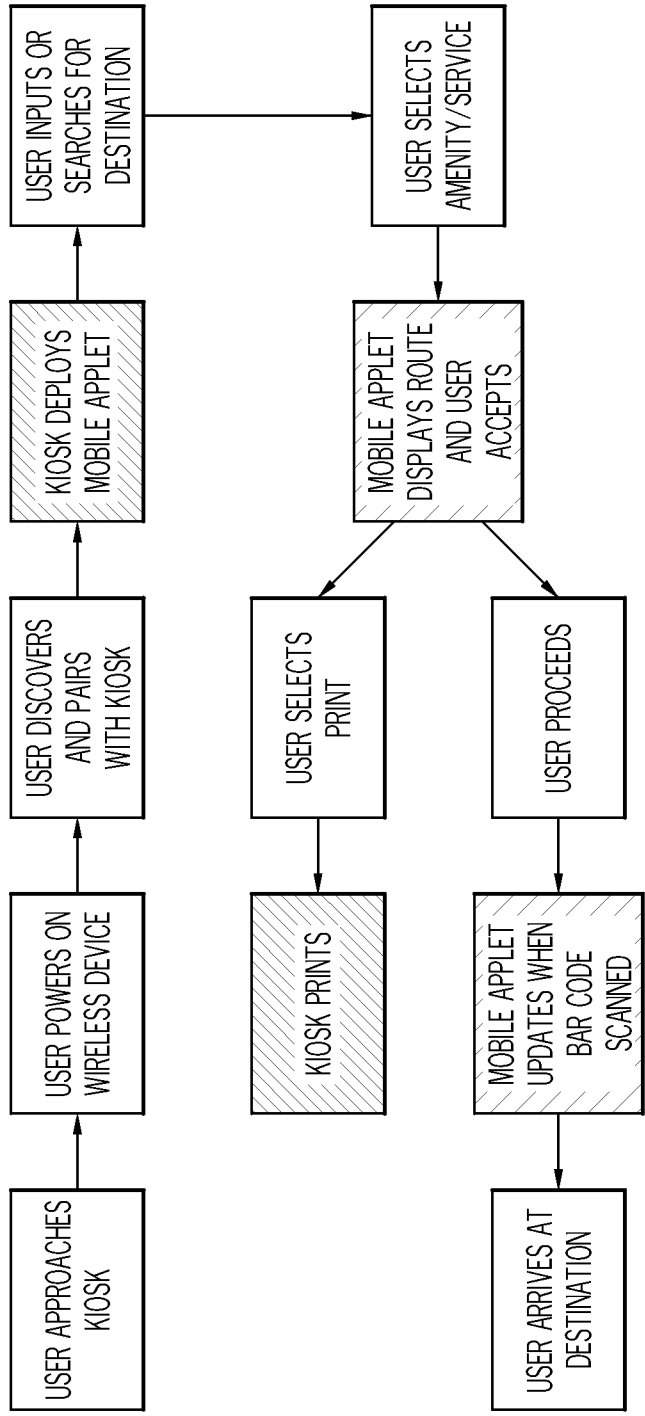 USER APPROACHES
KIOSK
USER POWERS ON
WIRELESS DEVICE
USER DISCOVERS
AND PAIRS
WITH KIOSK
KIOSK DEPLOYS
MOBILE APPLET
USER INPUTS OR
SEARCHES FOR
DESTINATION
USER SELECTS
AMENITY/SERVICE
MOBILE APPLET
DISPLAYS ROUTE
AND USER
ACCEPTS
USER SELECTS
PRINT
KIOSK PRINTS
USER PROCEEDS
MOBILE APPLET
UPDATES WHEN
BAR CODE
SCANNED
USER ARRIVES AT
DESTINATION